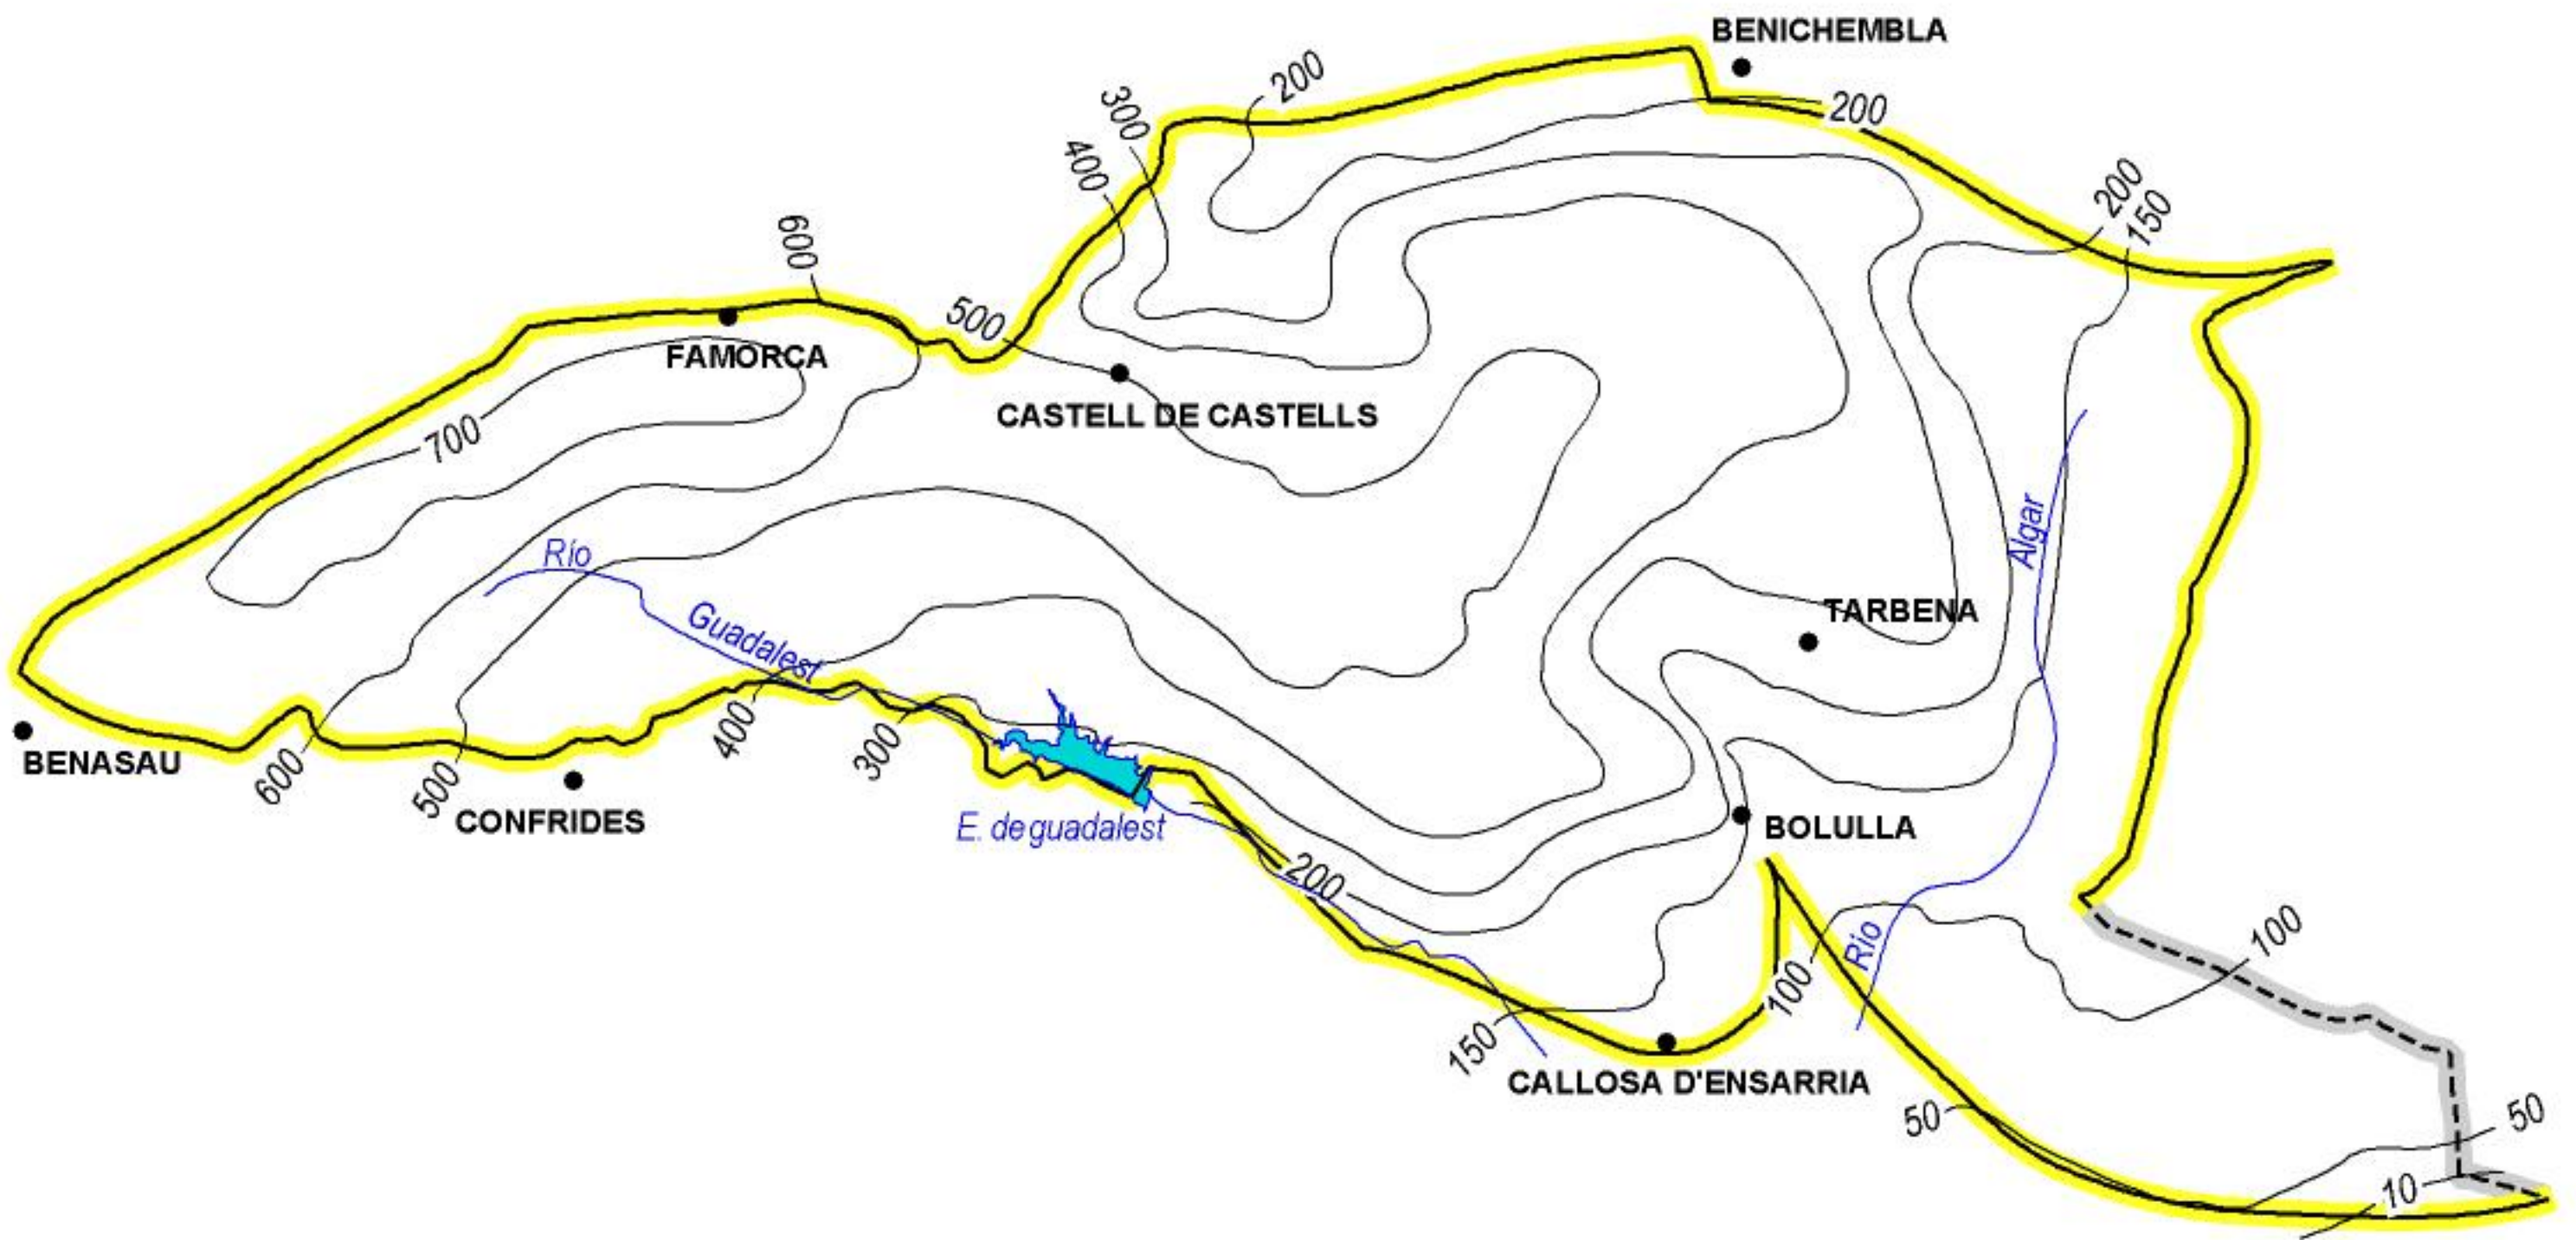 BENICHEMBLA
200
300
200
400
200
150
600
500
FAMORCA
CASTELL DE CASTELLS
700
Algar
Río
Guadalest
TARBENA
400
300
BENASAU
600
500
CONFRIDES
E. de guadalest
BOLULLA
200
Río
100
100
150
CALLOSA D'ENSARRIA
50
50
10